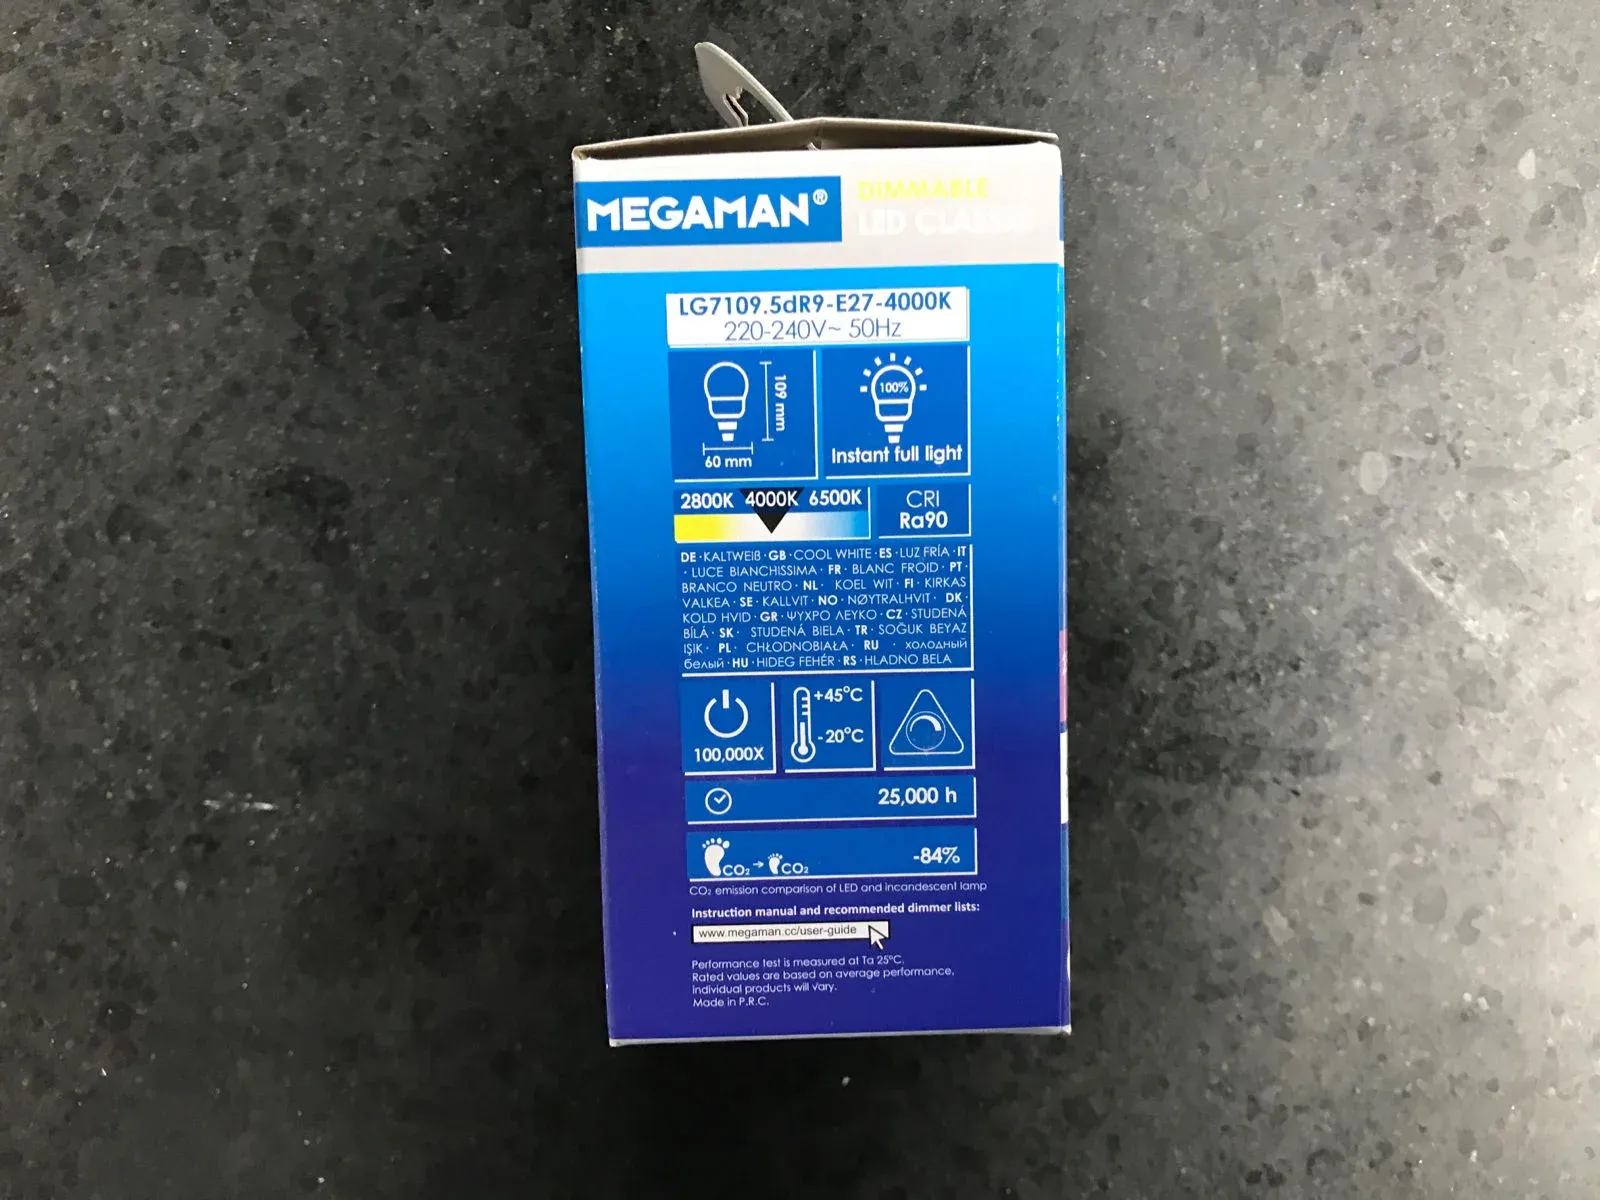 MEGAMAN®
DIMMABLE
LED CLASSIC
LG7109.5dR9-E27-4000K
220-240V~ 50Hz
109 mm
60 mm
100%
Instant full light
2800K 4000K 6500K
CRI
Ra90
DE · KALTWEIß · GB · COOL WHITE · ES · LUZ FRÍA · IT
· LUCE BIANCHISSIMA · FR · BLANC FROID · PT ·
BRANCO NEUTRO · NL · KOEL WIT · FI · KIRKAS
VALKEA · SE · KALLVIT · NO · NØYTRALHVIT · DK ·
KOLD HVID · GR · ΨΥΧΡΟ ΛΕΥΚΟ · CZ · STUDENÁ
BÍLÁ · SK · STUDENÁ BIELA · TR · SOĞUK BEYAZ
IŞIK · PL · CHŁODNOBIAŁA · RU · холодный
белый · HU · HIDEG FEHÉR · RS · HLADNO BELA
100,000X
+45°C
-20°C
25,000 h
CO₂ → CO₂
-84%
CO₂ emission comparison of LED and incandescent lamp
Instruction manual and recommended dimmer lists:
www.megaman.cc/user-guide
Performance test is measured at Ta 25°C.
Rated values are based on average performance,
individual products will vary.
Made in P.R.C.